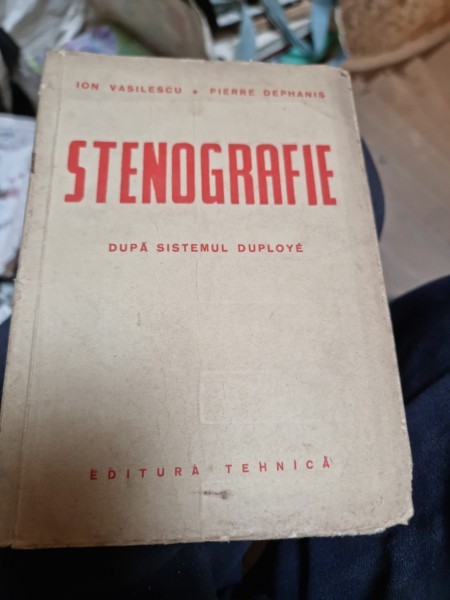 ION VASILESCU • PIERRE DEPHANIS
STENOGRAFIE
DUPĂ SISTEMUL DUPLOYÉ
EDITURA TEHNICĂ